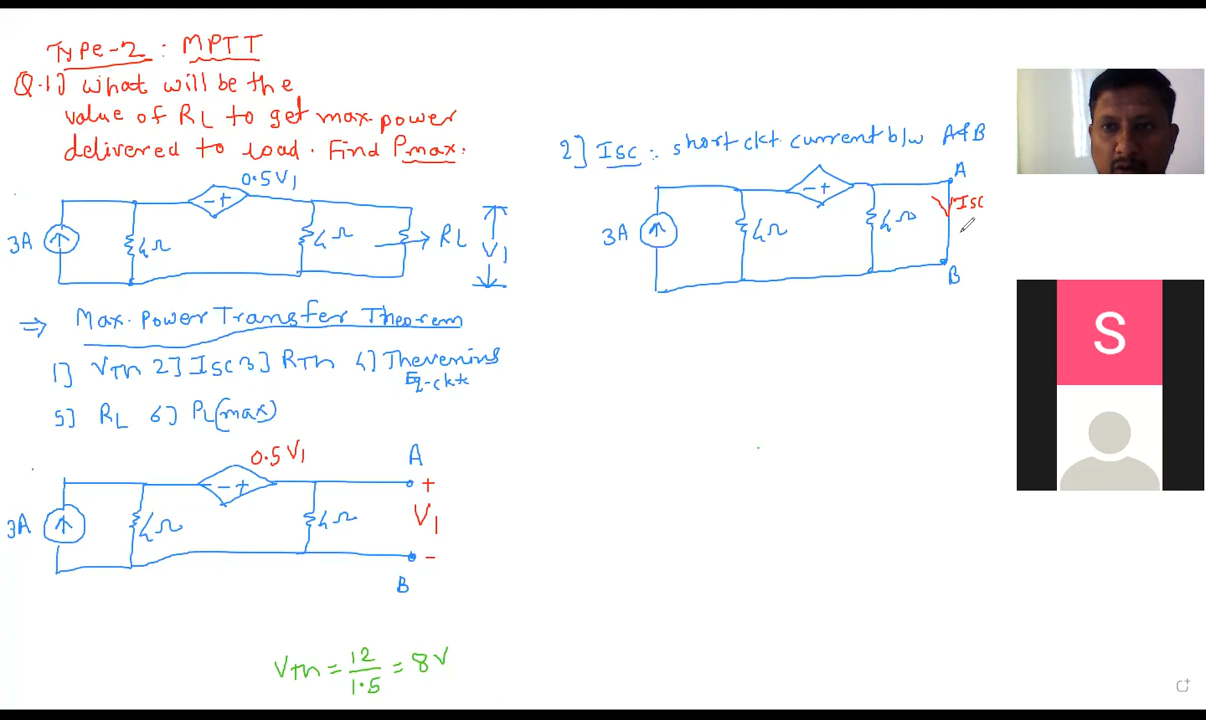 Type-2 : MPTT
Q.1] What will be the
value of RL to get max power
delivered to load. Find Pmax.
0.5V1
- +
3A
4Ω
4Ω
RL
V1
⇒ Max. Power Transfer Theorem
1] VTh 2] Isc 3] RTh 4] Thevenins
Eq-ckt
5] RL 6] PL(max)
0.5V1
A
- +
+
3A
4Ω
4Ω
V1
-
B
VTh = 12/1.5 = 8V
2] Isc : short ckt. current b/w A & B
A
- +
Isc
3A
4Ω
4Ω
B
S